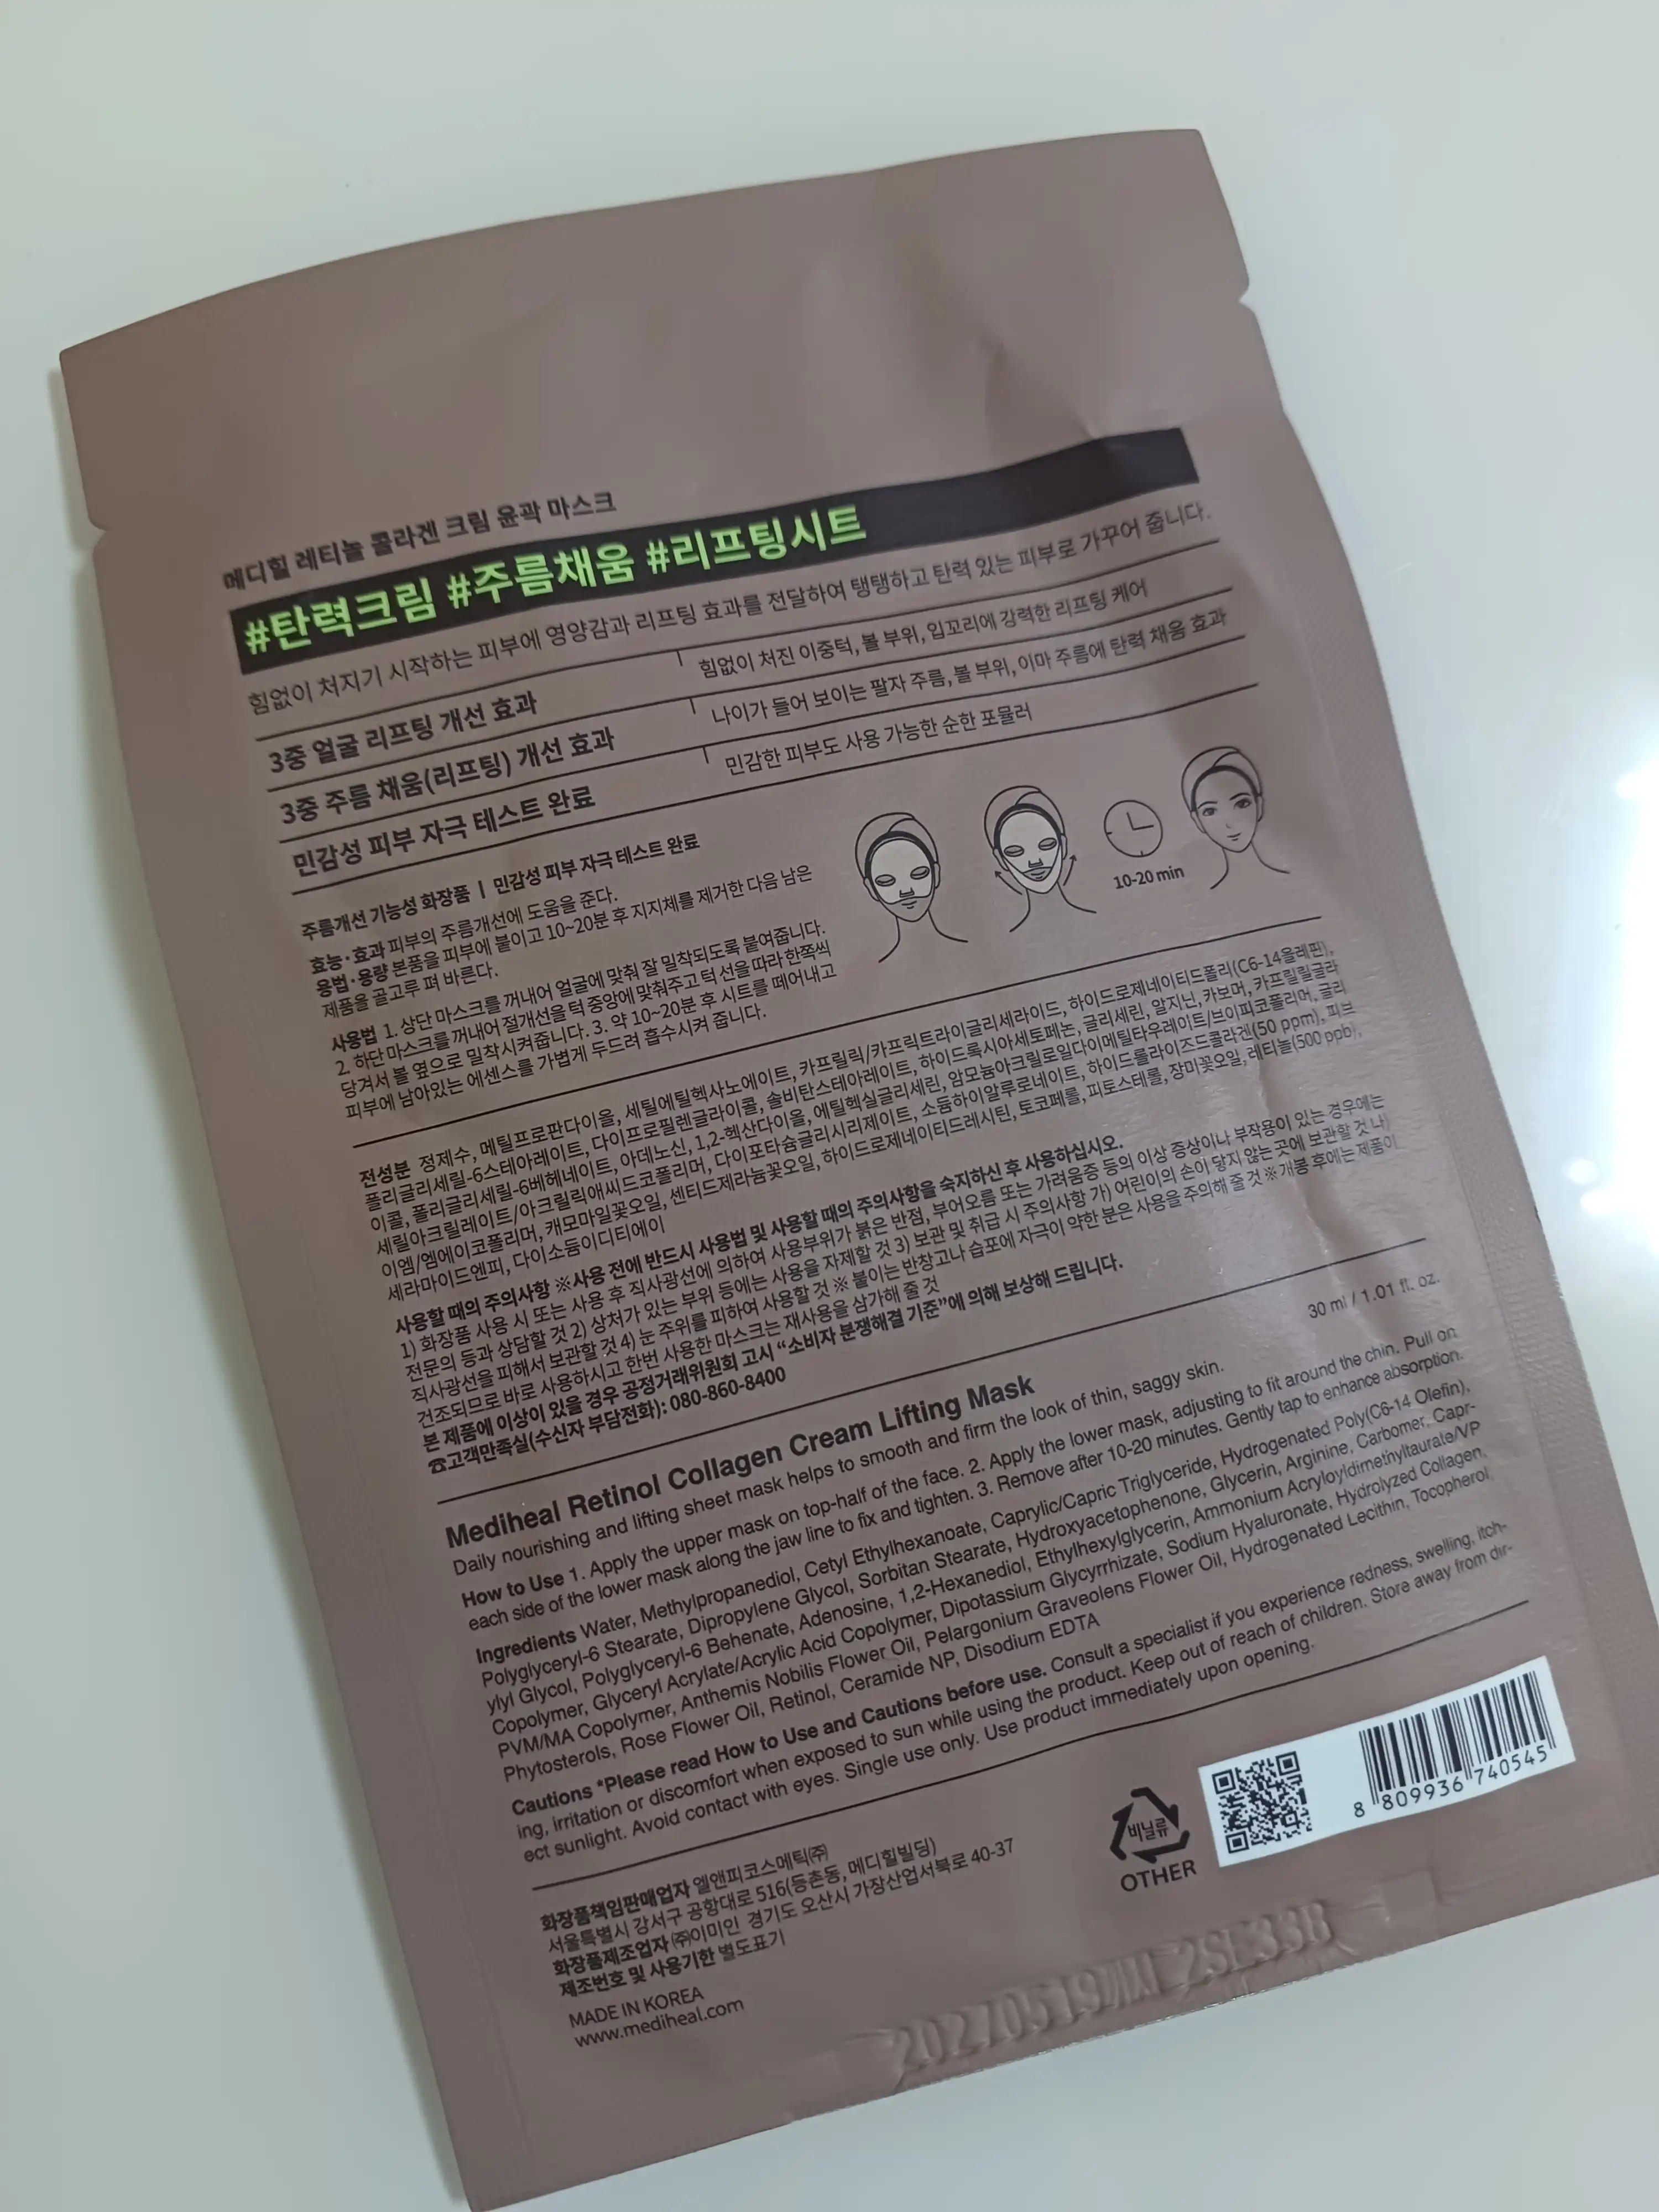 메디힐 레티놀 콜라겐 크림 윤곽 마스크
#탄력크림 #주름채움 #리프팅시트
힘없이 처지기 시작하는 피부에 영양감과 리프팅 효과를 전달하여 탱탱하고 탄력 있는 피부로 가꾸어 줍니다.
3중 얼굴 리프팅 개선 효과 힘없이 처진 이중턱, 볼 부위, 입꼬리에 강력한 리프팅 케어
3중 주름 채움(리프팅) 개선 효과 나이가 들어 보이는 팔자 주름, 볼 부위, 이마 주름에 탄력 채움 효과
민감성 피부 자극 테스트 완료 민감한 피부도 사용 가능한 순한 포뮬러
주름개선 기능성 화장품 | 민감성 피부 자극 테스트 완료
효능·효과 피부의 주름개선에 도움을 준다.
용법·용량 본품을 피부에 붙이고 10~20분 후 지지체를 제거한 다음 남은
제품을 골고루 펴 바른다.
사용법 1. 상단 마스크를 꺼내어 얼굴에 맞춰 잘 밀착되도록 붙여줍니다.
2. 하단 마스크를 꺼내어 절개선을 턱 중앙에 맞춰주고 턱 선을 따라 한쪽씩
당겨서 볼 옆으로 밀착시켜줍니다. 3. 약 10~20분 후 시트를 떼어내고
피부에 남아있는 에센스를 가볍게 두드려 흡수시켜 줍니다.
10-20 min
전성분 정제수, 메틸프로판다이올, 세틸에틸헥사노에이트, 카프릴릭/카프릭트라이글리세라이드, 하이드로제네이티드폴리(C6-14올레핀),
폴리글리세릴-6스테아레이트, 다이프로필렌글라이콜, 솔비탄스테아레이트, 하이드록시아세토페논, 글리세린, 알지닌, 카보머, 카프릴릴글라
이콜, 폴리글리세릴-6베헤네이트, 아데노신, 1,2-헥산다이올, 에틸헥실글리세린, 암모늄아크릴로일다이메틸타우레이트/브이피코폴리머, 글리
세릴아크릴레이트/아크릴릭애씨드코폴리머, 다이포타슘글리시리제이트, 소듐하이알루로네이트, 하이드롤라이즈드콜라겐(50 ppm), 피브
이엠/엠에이코폴리머, 캐모마일꽃오일, 센티드제라늄꽃오일, 하이드로제네이티드레시틴, 토코페롤, 피토스테롤, 장미꽃오일, 레티놀(500 ppb),
세라마이드엔피, 다이소듐이디티에이
사용할 때의 주의사항 ※사용 전에 반드시 사용법 및 사용할 때의 주의사항을 숙지하신 후 사용하십시오.
1) 화장품 사용 시 또는 사용 후 직사광선에 의하여 사용부위가 붉은 반점, 부어오름 또는 가려움증 등의 이상 증상이나 부작용이 있는 경우에는
전문의 등과 상담할 것 2) 상처가 있는 부위 등에는 사용을 자제할 것 3) 보관 및 취급 시 주의사항 가) 어린이의 손이 닿지 않는 곳에 보관할 것 나)
직사광선을 피해서 보관할 것 4) 눈 주위를 피하여 사용할 것 ※ 붙이는 반창고나 습포에 자극이 약한 분은 사용을 주의해 줄 것 ※ 개봉 후에는 제품이
건조되므로 바로 사용하시고 한번 사용한 마스크는 재사용을 삼가해 줄 것
본 제품에 이상이 있을 경우 공정거래위원회 고시 “소비자 분쟁해결 기준”에 의해 보상해 드립니다.
☎고객만족실(수신자 부담전화): 080-860-8400
30 ml / 1.01 fl. oz.
Mediheal Retinol Collagen Cream Lifting Mask
Daily nourishing and lifting sheet mask helps to smooth and firm the look of thin, saggy skin.
How to Use 1. Apply the upper mask on top-half of the face. 2. Apply the lower mask, adjusting to fit around the chin. Pull on
each side of the lower mask along the jaw line to fix and tighten. 3. Remove after 10-20 minutes. Gently tap to enhance absorption.
Ingredients Water, Methylpropanediol, Cetyl Ethylhexanoate, Caprylic/Capric Triglyceride, Hydrogenated Poly(C6-14 Olefin),
Polyglyceryl-6 Stearate, Dipropylene Glycol, Sorbitan Stearate, Hydroxyacetophenone, Glycerin, Arginine, Carbomer, Capr-
ylyl Glycol, Polyglyceryl-6 Behenate, Adenosine, 1,2-Hexanediol, Ethylhexylglycerin, Ammonium Acryloyldimethyltaurate/VP
Copolymer, Glyceryl Acrylate/Acrylic Acid Copolymer, Dipotassium Glycyrrhizate, Sodium Hyaluronate, Hydrolyzed Collagen,
PVM/MA Copolymer, Anthemis Nobilis Flower Oil, Pelargonium Graveolens Flower Oil, Hydrogenated Lecithin, Tocopherol,
Phytosterols, Rose Flower Oil, Retinol, Ceramide NP, Disodium EDTA
Cautions *Please read How to Use and Cautions before use. Consult a specialist if you experience redness, swelling, itch-
ing, irritation or discomfort when exposed to sun while using the product. Keep out of reach of children. Store away from dir-
ect sunlight. Avoid contact with eyes. Single use only. Use product immediately upon opening.
화장품책임판매업자 엘앤피코스메틱㈜
서울특별시 강서구 공항대로 516(등촌동, 메디힐빌딩)
화장품제조업자 ㈜이미인 경기도 오산시 가장산업서북로 40-37
제조번호 및 사용기한 별도표기
MADE IN KOREA
www.mediheal.com
비닐류
OTHER
8 809936 740545
20270519
2SL338